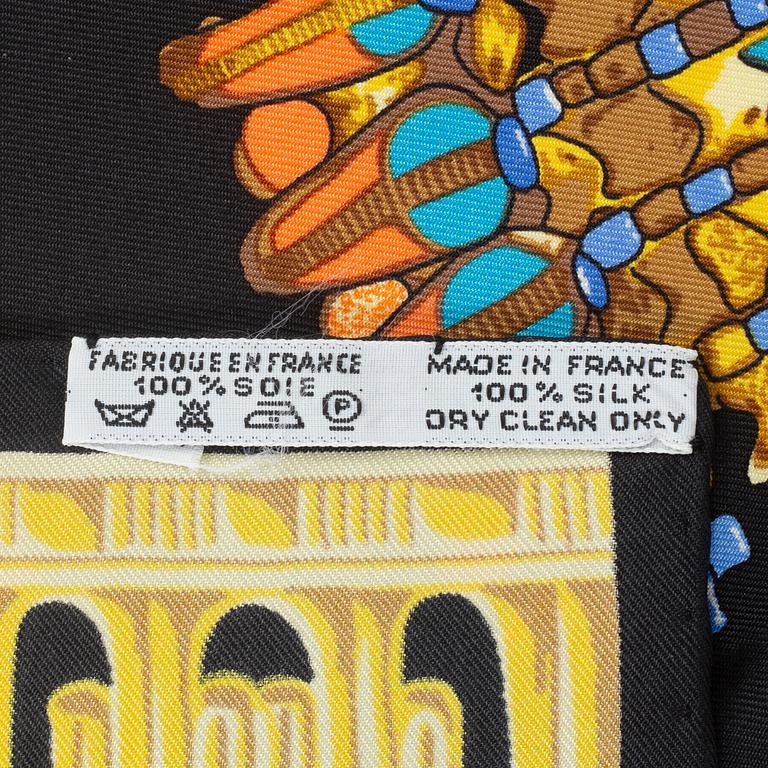 FABRIQUE EN FRANCE
100% SOIE
P
MADE IN FRANCE
100% SILK
DRY CLEAN ONLY